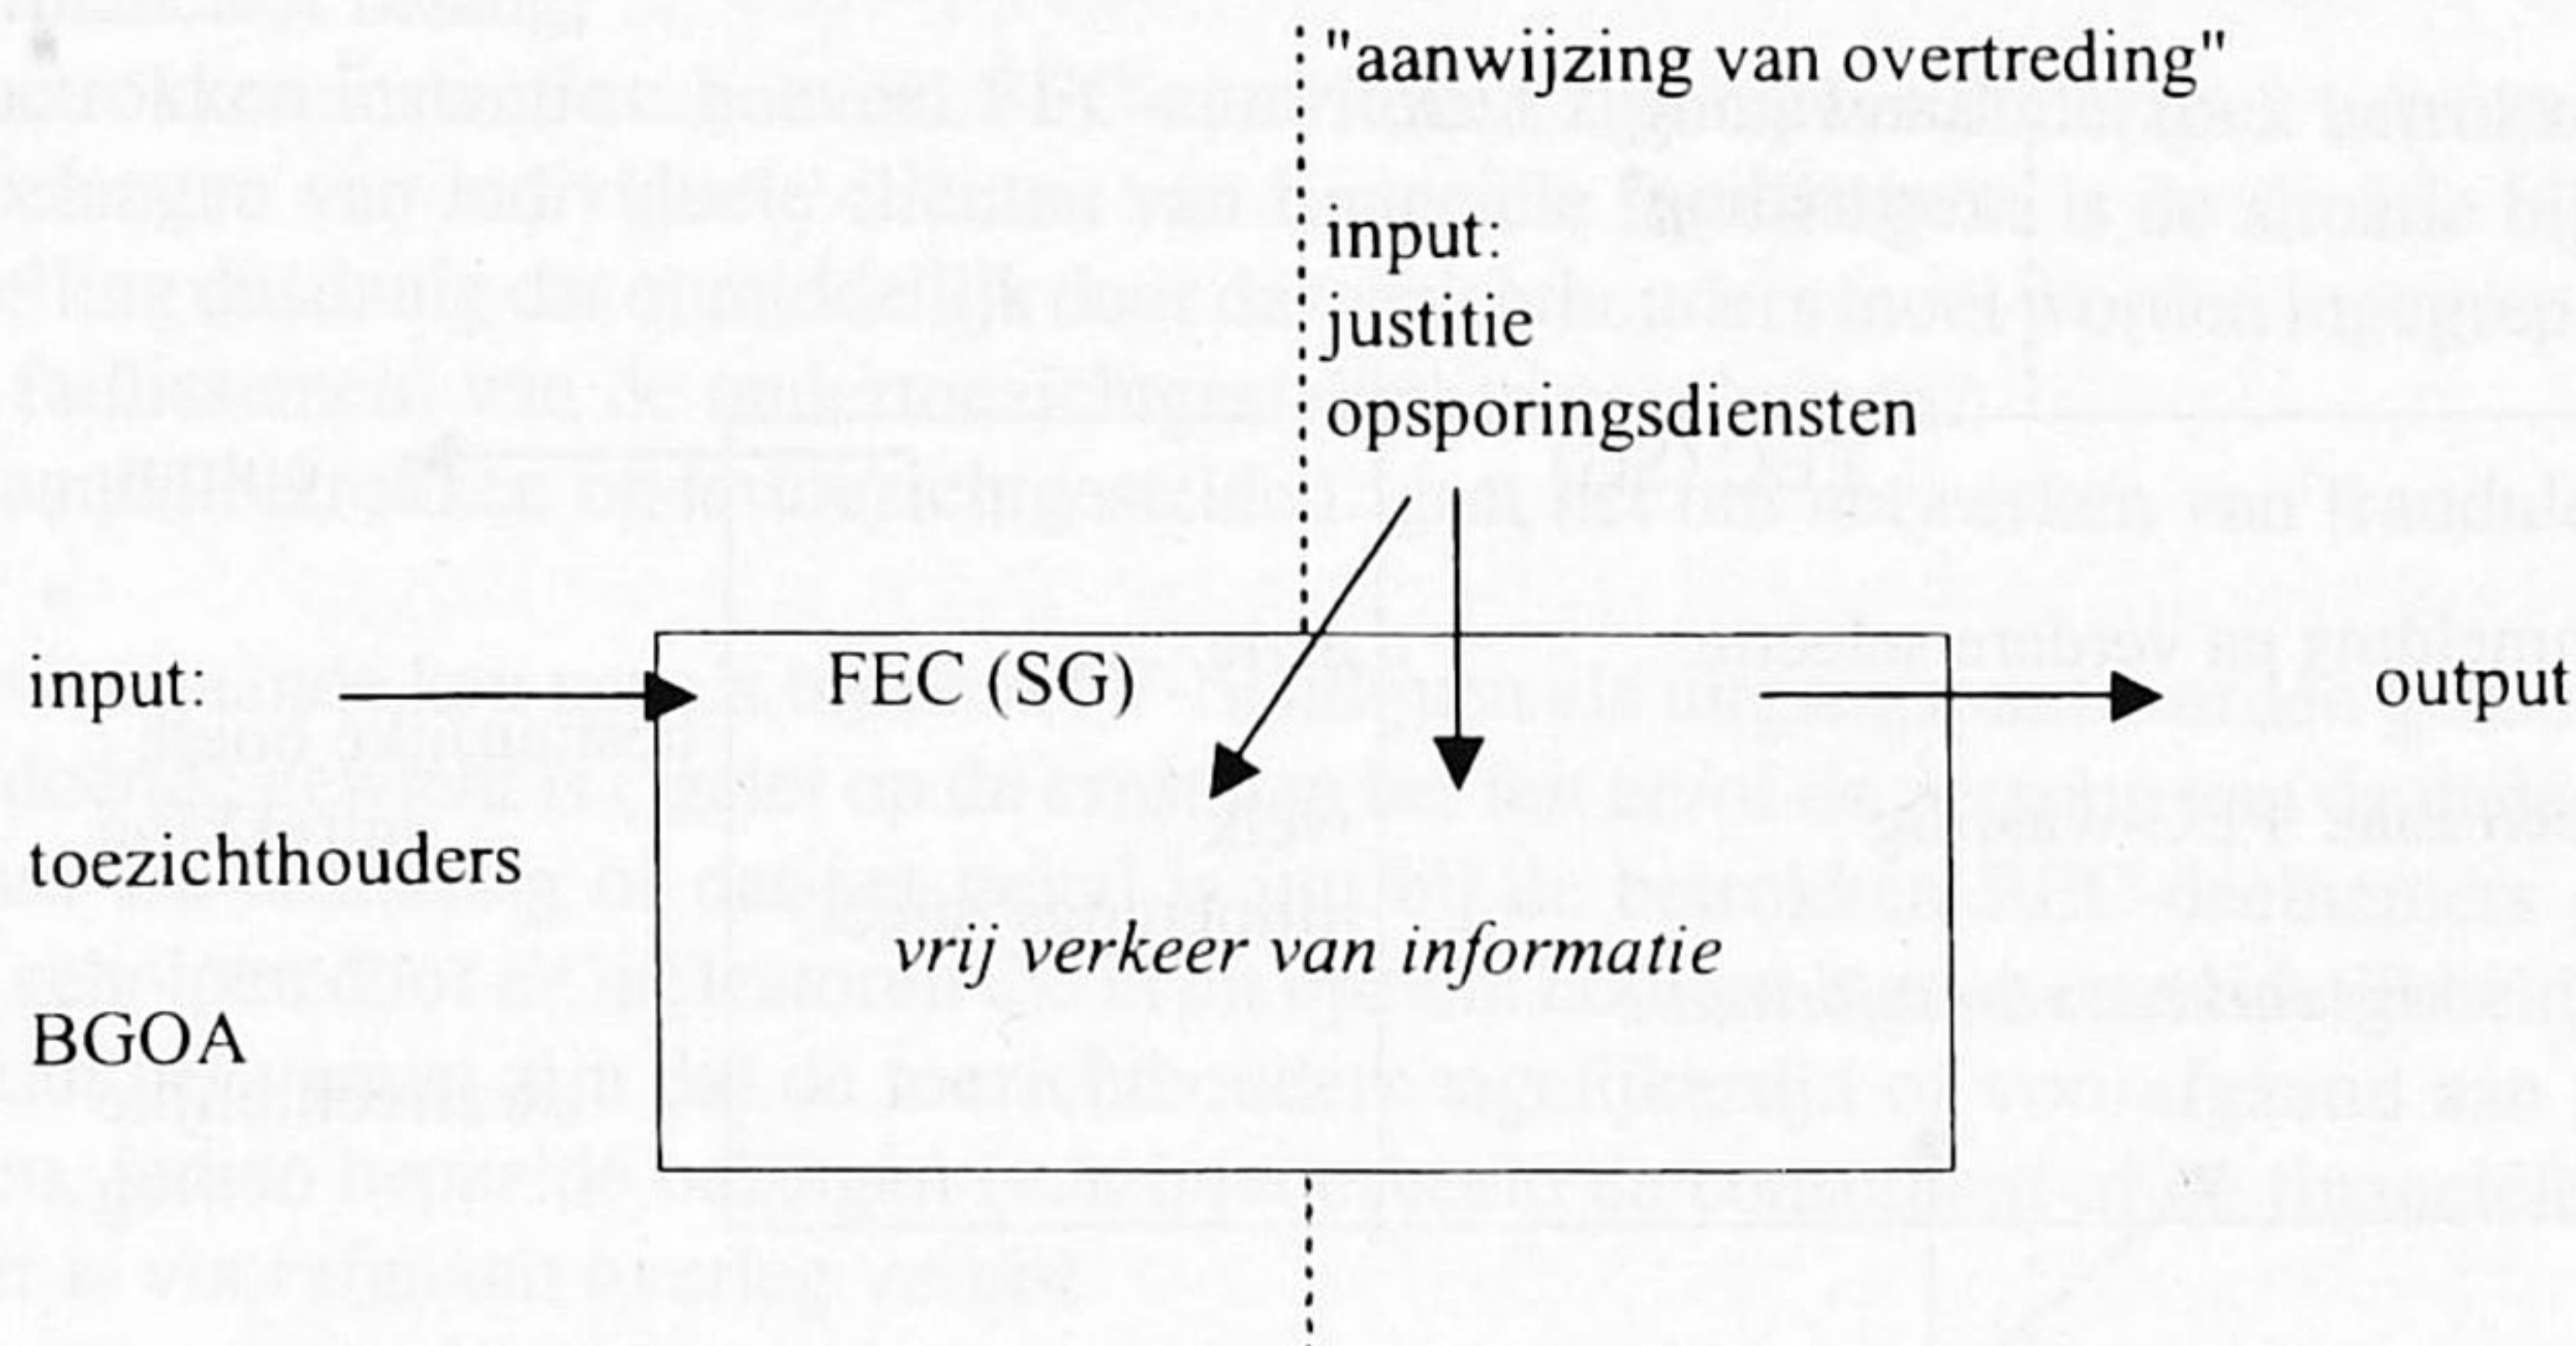 "aanwijzing van overtreding"
input:
justitie
opsporingsdiensten
input:
FEC (SG)
output
toezichthouders
vrij verkeer van informatie
BGOA